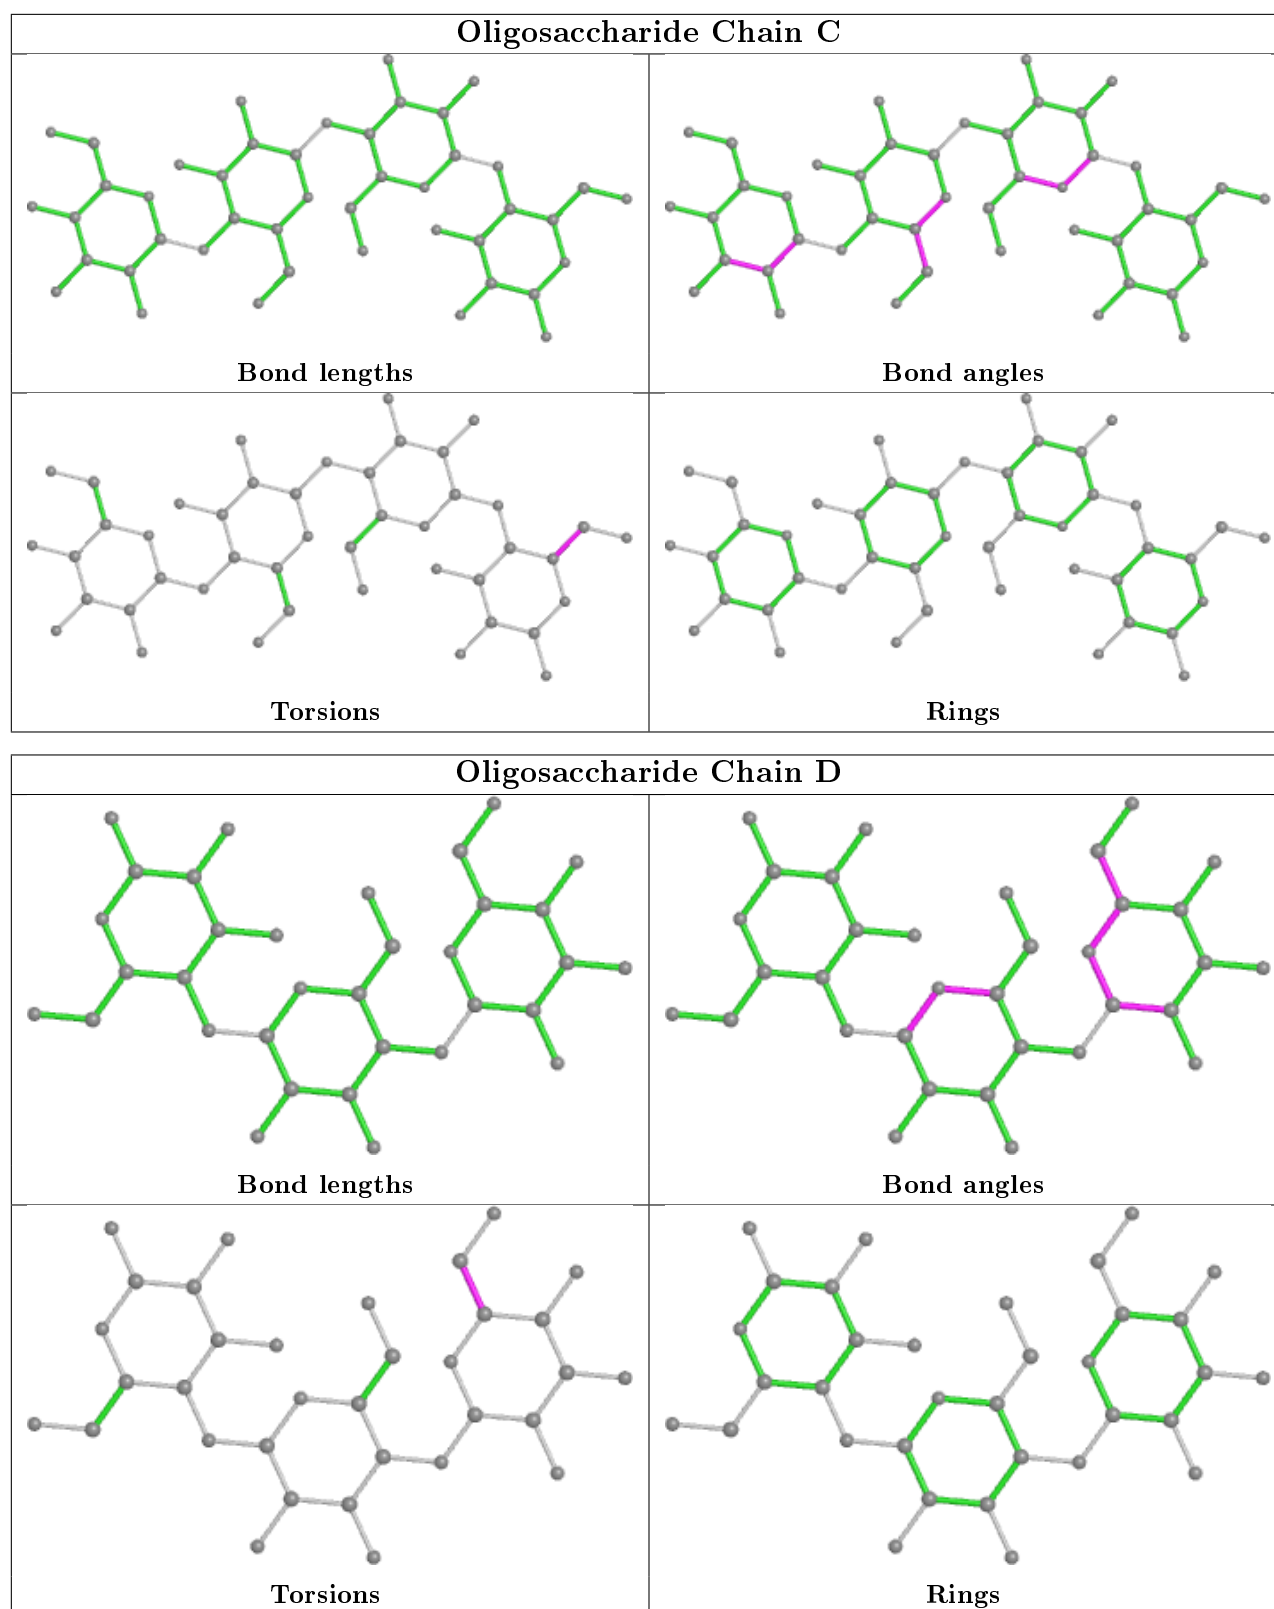 Oligosaccharide Chain C
Bond lengths
Bond angles
Torsions
Rings
Oligosaccharide Chain D
Bond lengths
Bond angles
Torsions
Rings